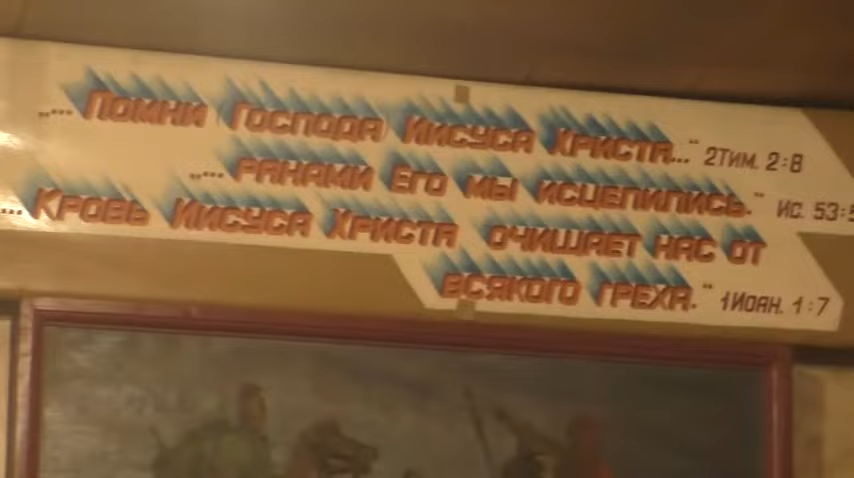 „... Помни Господа Иисуса Христа...“ 2Тим. 2:8
„... ранами Его мы исцелились.“ Ис. 53:5
... Кровь Иисуса Христа очищает нас от
всякого греха.“ 1Иоан. 1:7